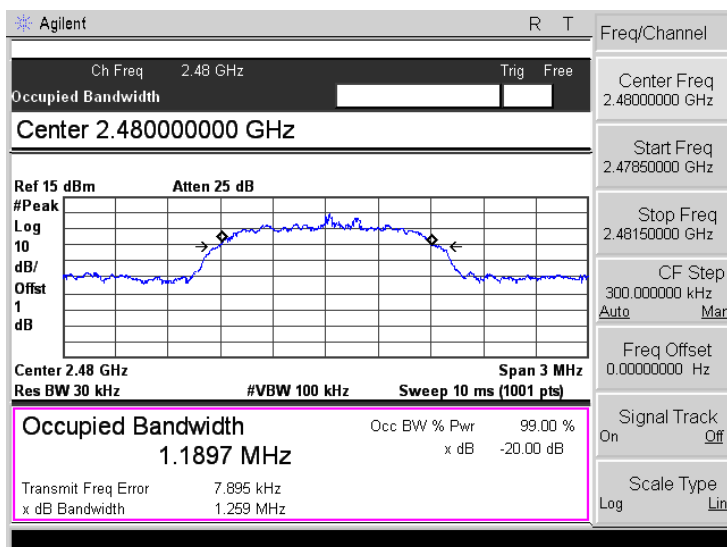 Agilent R T
Ch Freq 2.48 GHz Trig Free
Occupied Bandwidth
Center 2.480000000 GHz
Ref 15 dBm Atten 25 dB
#Peak
Log
10
dB/
Offst
1
dB
Center 2.48 GHz Span 3 MHz
Res BW 30 kHz #VBW 100 kHz Sweep 10 ms (1001 pts)
Occupied Bandwidth Occ BW % Pwr 99.00 %
1.1897 MHz x dB -20.00 dB
Transmit Freq Error 7.895 kHz
x dB Bandwidth 1.259 MHz
Freq/Channel
Center Freq
2.48000000 GHz
Start Freq
2.47850000 GHz
Stop Freq
2.48150000 GHz
CF Step
300.000000 kHz
Auto Man
Freq Offset
0.00000000 Hz
Signal Track
On Off
Scale Type
Log Lin